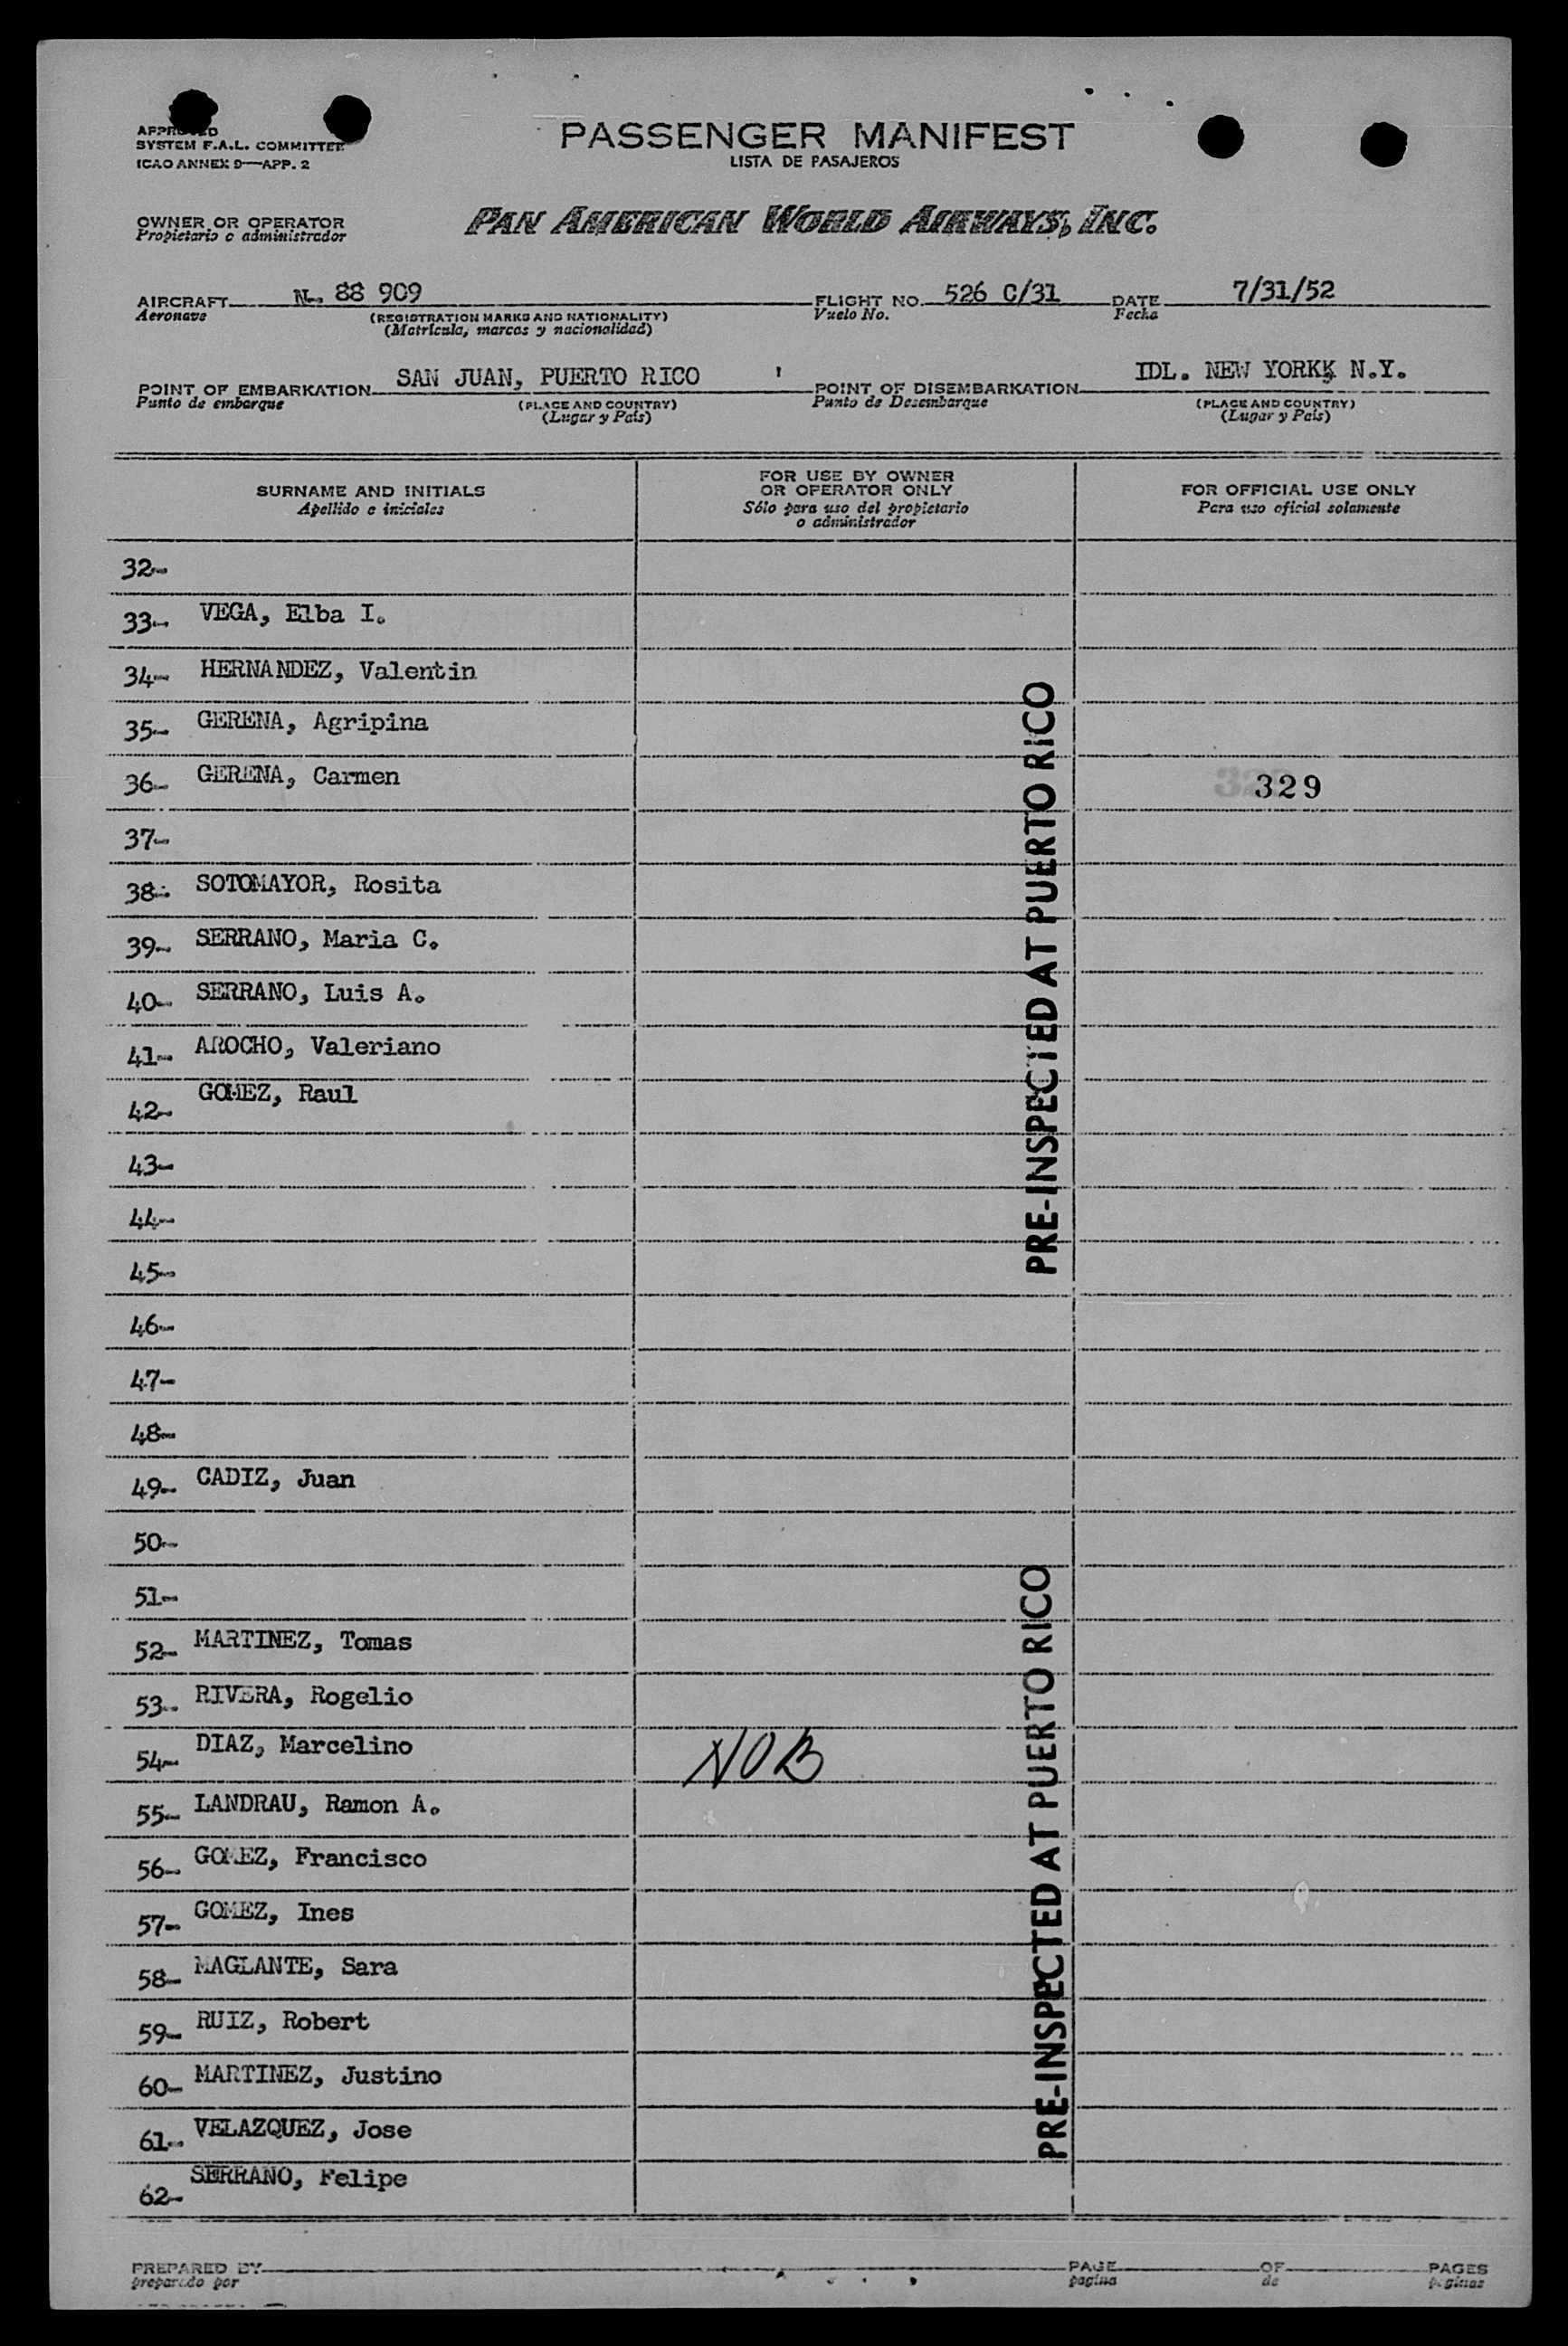 APPROVED
SYSTEM F.A.L. COMMITTEE
ICAO ANNEX 9—APP. 2
PASSENGER MANIFEST
LISTA DE PASAJEROS
OWNER OR OPERATOR
Propietario o administrador
PAN AMERICAN WORLD AIRWAYS, INC.
AIRCRAFT N-. 88 909 FLIGHT NO. 526 C/31 DATE 7/31/52
Aeronave (REGISTRATION MARKS AND NATIONALITY) Vuelo No. Fecha
(Matrícula, marcas y nacionalidad)
POINT OF EMBARKATION SAN JUAN, PUERTO RICO POINT OF DISEMBARKATION IDL. NEW YORKK, N.Y.
Punto de embarque (PLACE AND COUNTRY) Punto de Desembarque (PLACE AND COUNTRY)
(Lugar y País) (Lugar y País)
SURNAME AND INITIALS
Apellido e iniciales
FOR USE BY OWNER
OR OPERATOR ONLY
Sólo para uso del propietario
o administrador
FOR OFFICIAL USE ONLY
Para uso oficial solamente
32-
33- VEGA, Elba I.
34- HERNANDEZ, Valentin
35- GERENA, Agripina
36- GERENA, Carmen 329
37-
38- SOTOMAYOR, Rosita
39- SERRANO, Maria C.
40- SERRANO, Luis A.
41- AROCHO, Valeriano
42- GOMEZ, Raul
43-
44-
45-
46-
47-
48-
49- CADIZ, Juan
50-
51-
52- MARTINEZ, Tomas
53- RIVERA, Rogelio
54- DIAZ, Marcelino NOB
55- LANDRAU, Ramon A.
56- GOMEZ, Francisco
57- GOMEZ, Ines
58- MAGLANTE, Sara
59- RUIZ, Robert
60- MARTINEZ, Justino
61- VELAZQUEZ, Jose
62- SERRANO, Felipe
PRE-INSPECTED AT PUERTO RICO
PRE-INSPECTED AT PUERTO RICO
PREPARED BY PAGE OF PAGES
preparado por pagina de páginas